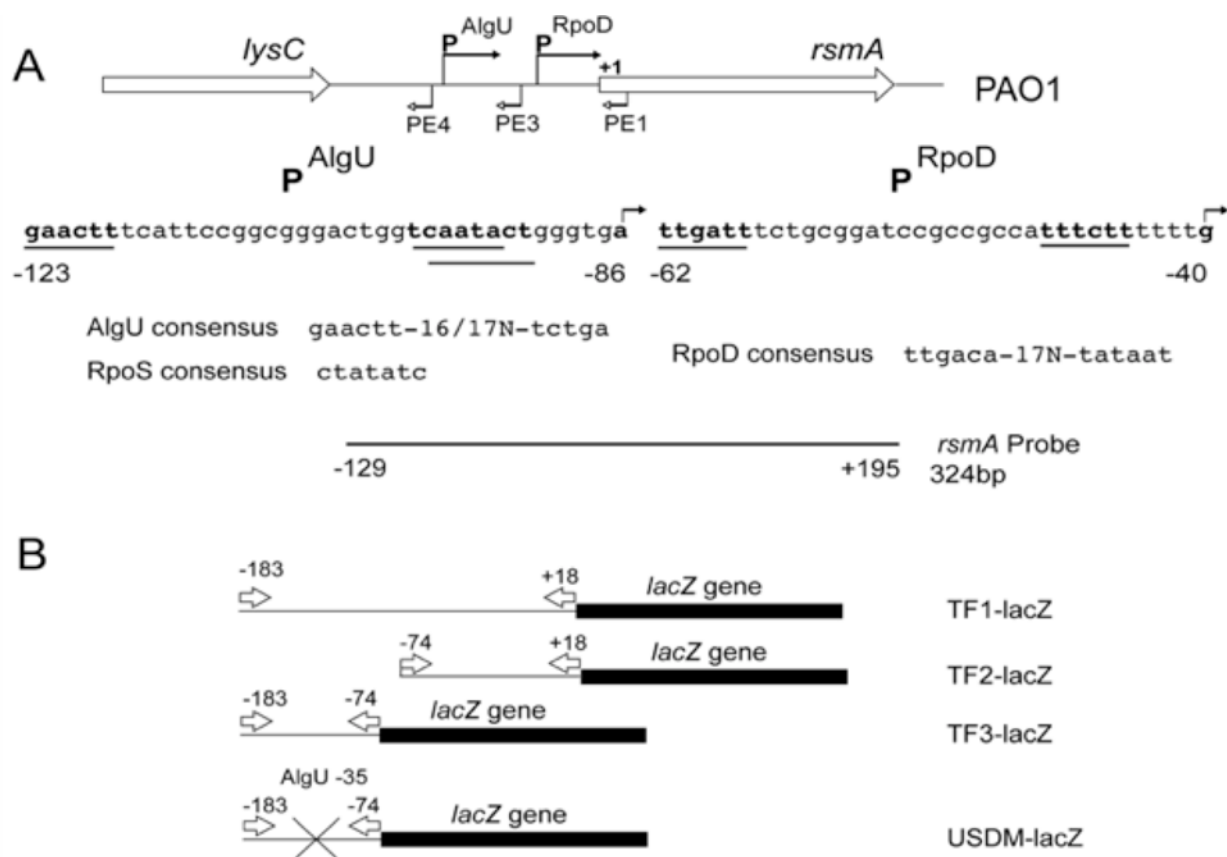 A
lysC
P AlgU
P RpoD
+1
rsmA
PAO1
PE4
PE3
PE1
P AlgU
P RpoD
gaactttcattccggcgggactggtcaatactgggtga
ttgatttctgcggatccgccgccatttctttttttg
-123
-86
-62
-40
AlgU consensus gaactt-16/17N-tctga
RpoS consensus ctatatc
RpoD consensus ttgaca-17N-tataat
-129
+195
rsmA Probe
324bp
B
-183
+18
lacZ gene
TF1-lacZ
-74
+18
lacZ gene
TF2-lacZ
-183
-74
lacZ gene
TF3-lacZ
AlgU -35
-183
-74
lacZ gene
USDM-lacZ